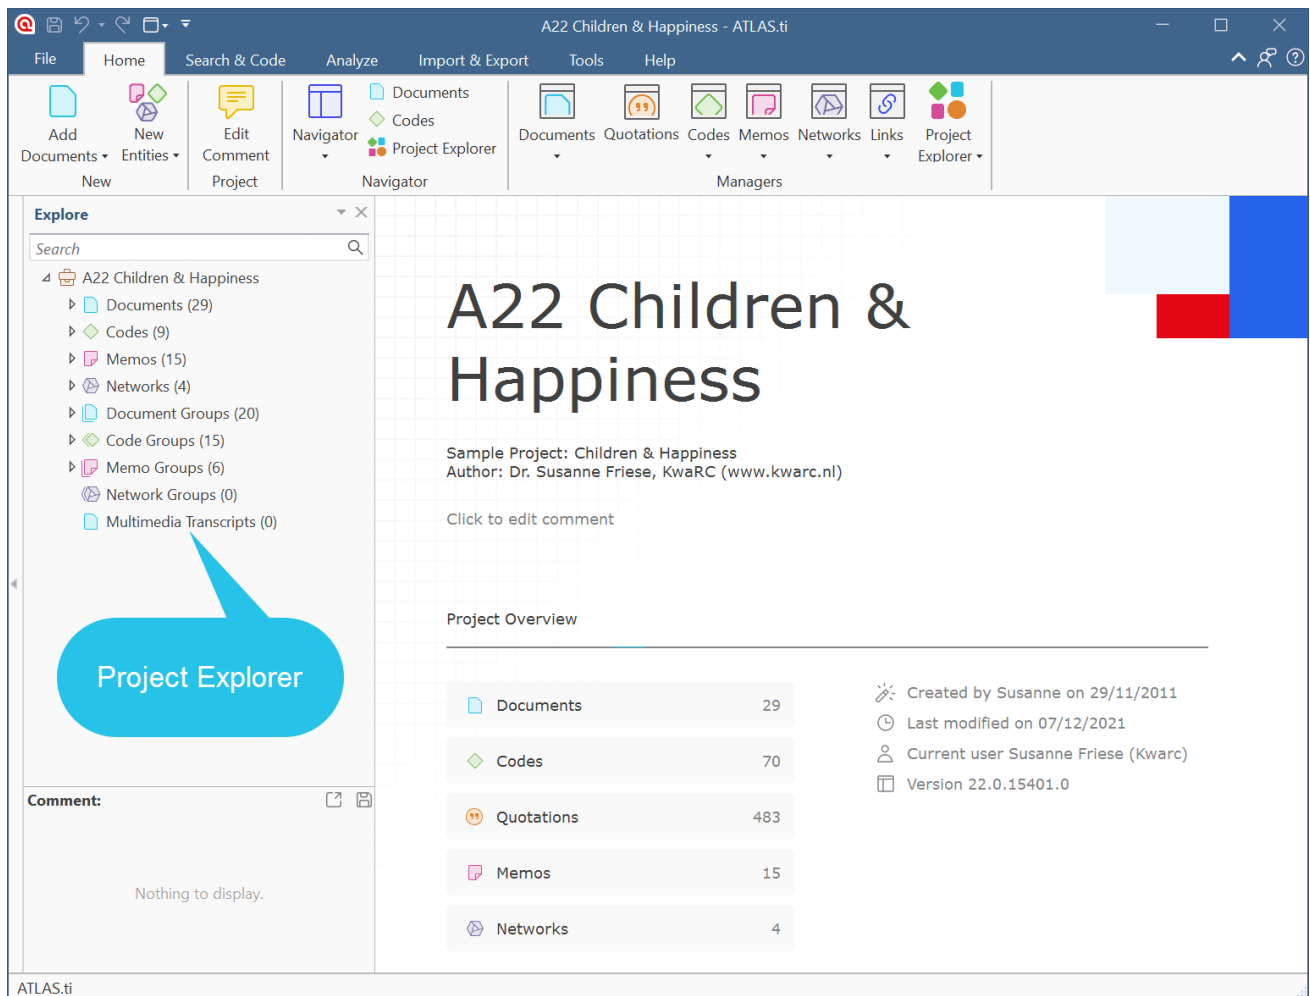 A22 Children & Happiness - ATLAS.ti
File Home Search & Code Analyze Import & Export Tools Help
Add Documents
New Entities
New
Edit Comment
Project
Navigator
Documents
Codes
Project Explorer
Navigator
Documents Quotations Codes Memos Networks Links Project Explorer
Managers
Explore
Search
A22 Children & Happiness
Documents (29)
Codes (9)
Memos (15)
Networks (4)
Document Groups (20)
Code Groups (15)
Memo Groups (6)
Network Groups (0)
Multimedia Transcripts (0)
Project Explorer
Comment:
Nothing to display.
A22 Children &
Happiness
Sample Project: Children & Happiness
Author: Dr. Susanne Friese, KwaRC (www.kwarc.nl)
Click to edit comment
Project Overview
Documents 29
Codes 70
Quotations 483
Memos 15
Networks 4
Created by Susanne on 29/11/2011
Last modified on 07/12/2021
Current user Susanne Friese (Kwarc)
Version 22.0.15401.0
ATLAS.ti